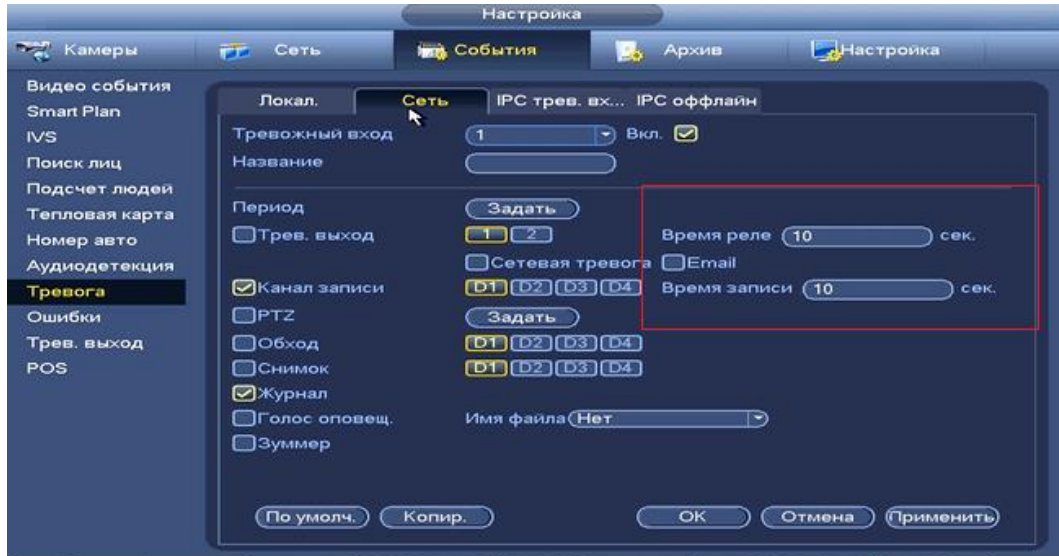 Настройка
Камеры Сеть События Архив Настройка
Видео события
Smart Plan
IVS
Поиск лиц
Подсчет людей
Тепловая карта
Номер авто
Аудиодетекция
Тревога
Ошибки
Трев. выход
POS
Локал. Сеть IPC трев. вх... IPC оффлайн
Тревожный вход 1 Вкл.
Название
Период Задать
Трев. выход 1 2 Время реле 10 сек.
Сетевая тревога Email
Канал записи D1 D2 D3 D4 Время записи 10 сек.
PTZ Задать
Обход D1 D2 D3 D4
Снимок D1 D2 D3 D4
Журнал
Голос оповещ. Имя файла Нет
Зуммер
По умолч. Копир. OK Отмена Применить